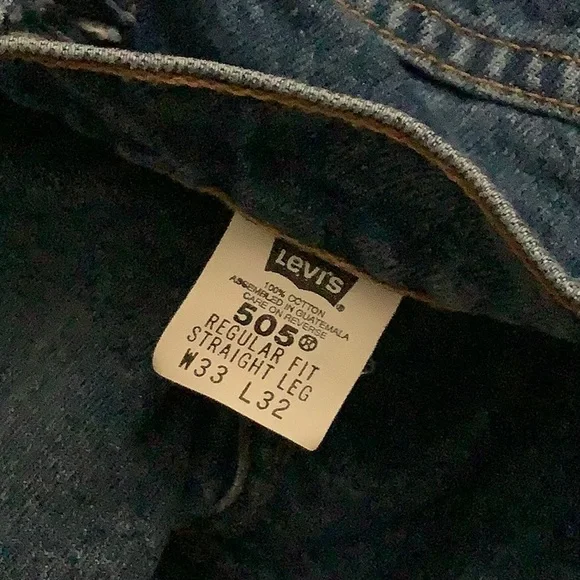 Levi's®
100% COTTON
ASSEMBLED IN GUATEMALA
CARE ON REVERSE
505®
REGULAR FIT
STRAIGHT LEG
W33 L32